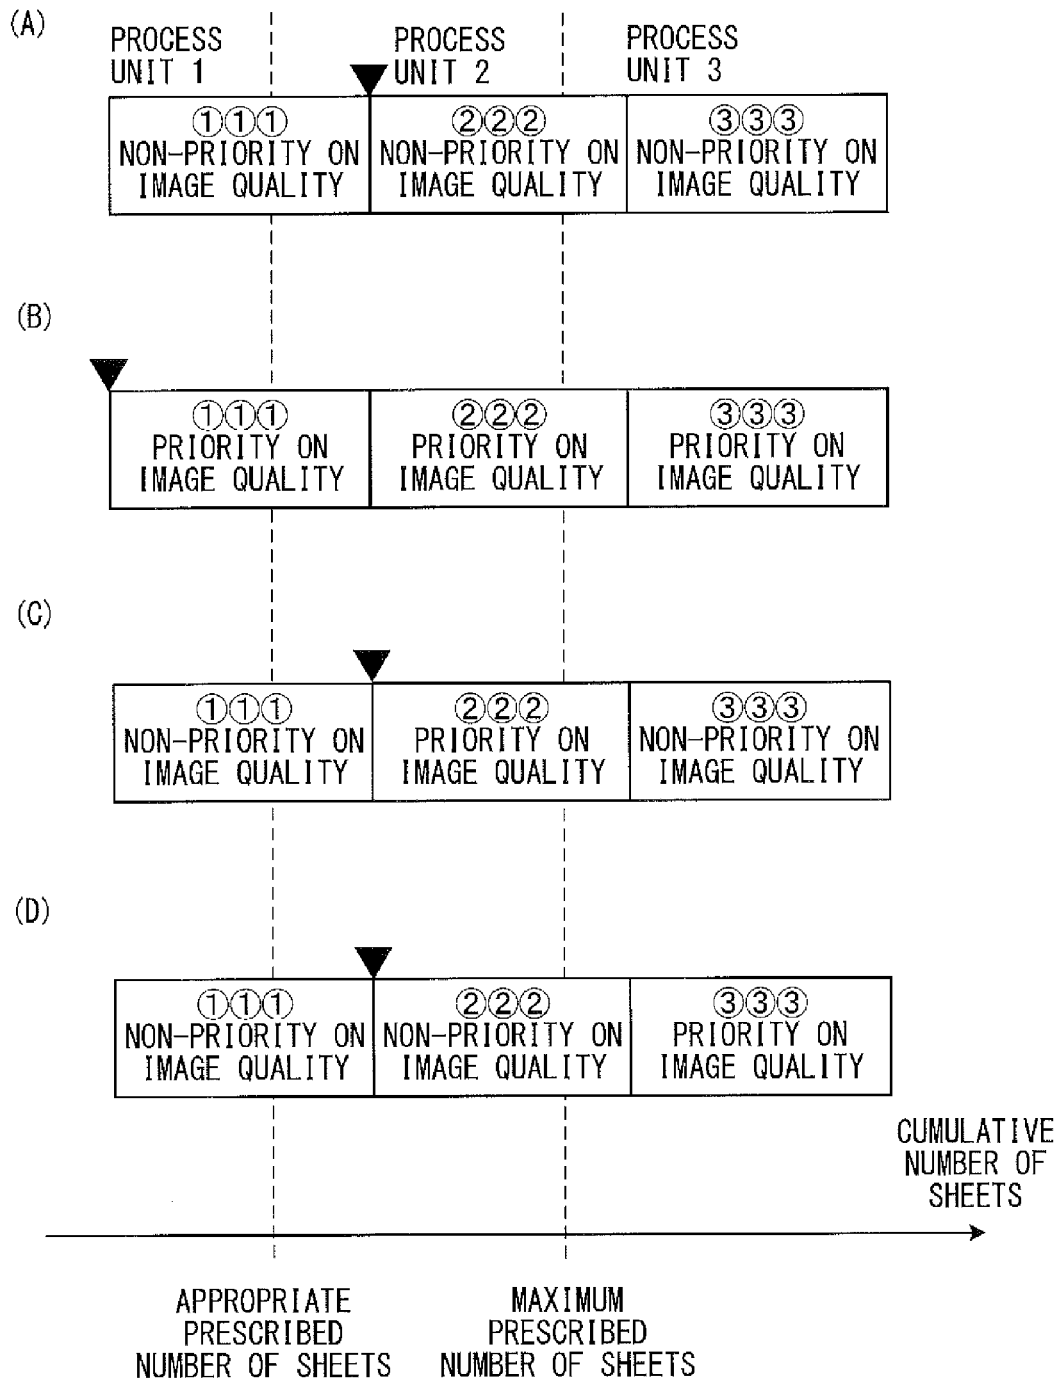 (A)
PROCESS UNIT 1
PROCESS UNIT 2
PROCESS UNIT 3
①①①
NON-PRIORITY ON
IMAGE QUALITY
②②②
NON-PRIORITY ON
IMAGE QUALITY
③③③
NON-PRIORITY ON
IMAGE QUALITY
(B)
①①①
PRIORITY ON
IMAGE QUALITY
②②②
PRIORITY ON
IMAGE QUALITY
③③③
PRIORITY ON
IMAGE QUALITY
(C)
①①①
NON-PRIORITY ON
IMAGE QUALITY
②②②
PRIORITY ON
IMAGE QUALITY
③③③
NON-PRIORITY ON
IMAGE QUALITY
(D)
①①①
NON-PRIORITY ON
IMAGE QUALITY
②②②
NON-PRIORITY ON
IMAGE QUALITY
③③③
PRIORITY ON
IMAGE QUALITY
CUMULATIVE
NUMBER OF
SHEETS
APPROPRIATE
PRESCRIBED
NUMBER OF SHEETS
MAXIMUM
PRESCRIBED
NUMBER OF SHEETS